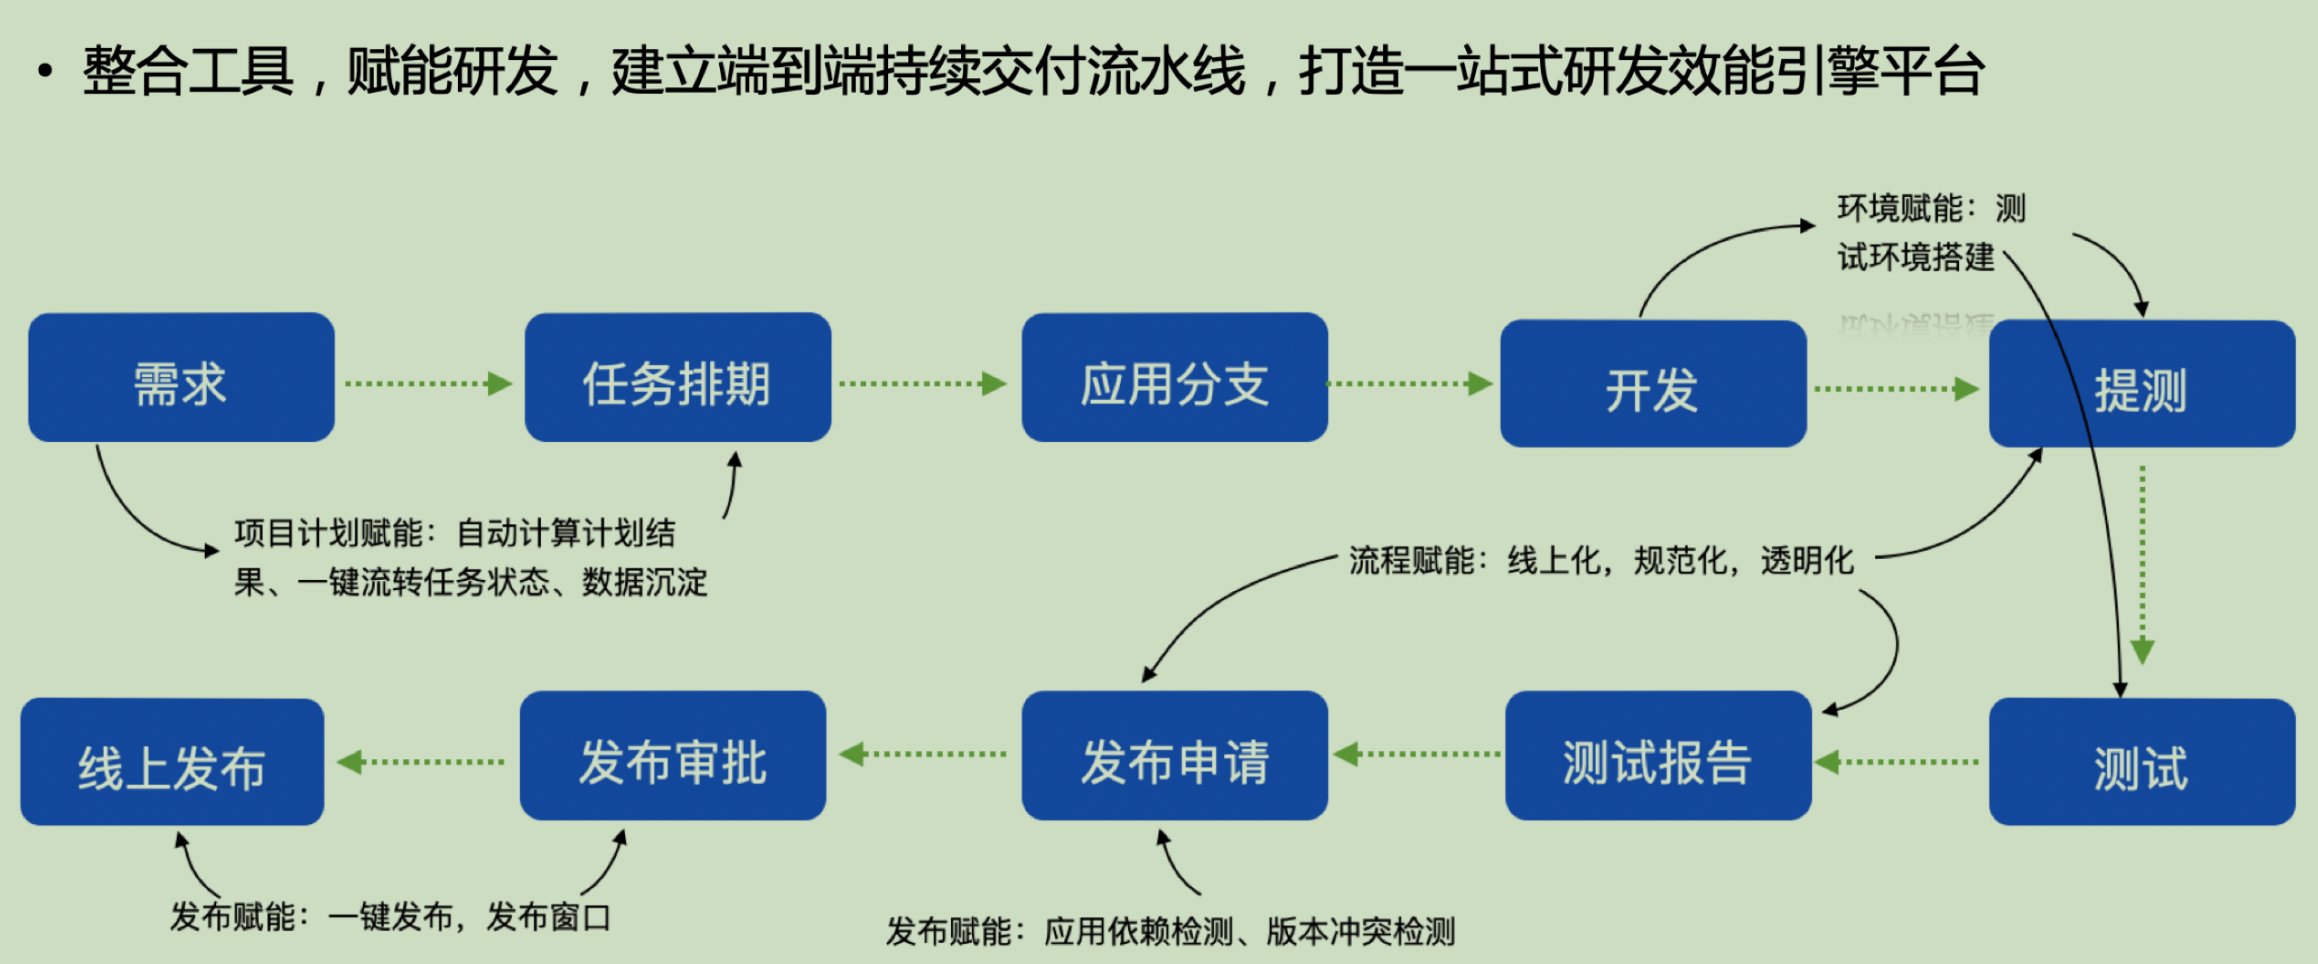 • 整合工具，赋能研发，建立端到端持续交付流水线，打造一站式研发效能引擎平台
环境赋能：测
试环境搭建
需求
任务排期
应用分支
开发
提测
项目计划赋能：自动计算计划结
果、一键流转任务状态、数据沉淀
流程赋能：线上化，规范化，透明化
线上发布
发布审批
发布申请
测试报告
测试
发布赋能：一键发布，发布窗口
发布赋能：应用依赖检测、版本冲突检测